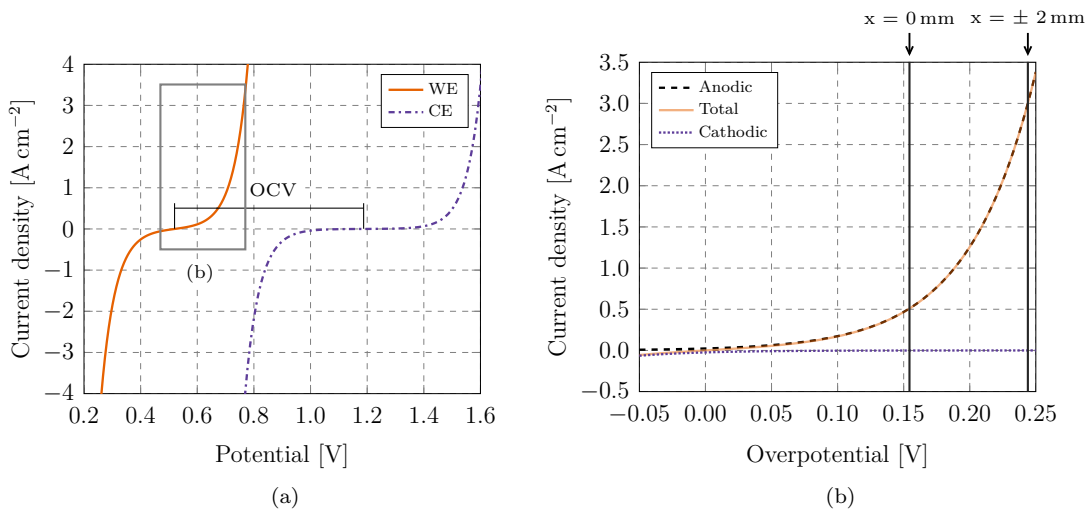 4
3
2
1
0
−1
−2
−3
−4
0.2 0.4 0.6 0.8 1.0 1.2 1.4 1.6
Current density [A cm−2]
Potential [V]
WE
CE
OCV
(b)
(a)
x = 0 mm x = ± 2 mm
3.5
3.0
2.5
2.0
1.5
1.0
0.5
0.0
−0.5
−0.05 0.00 0.05 0.10 0.15 0.20 0.25
Current density [A cm−2]
Overpotential [V]
Anodic
Total
Cathodic
(b)